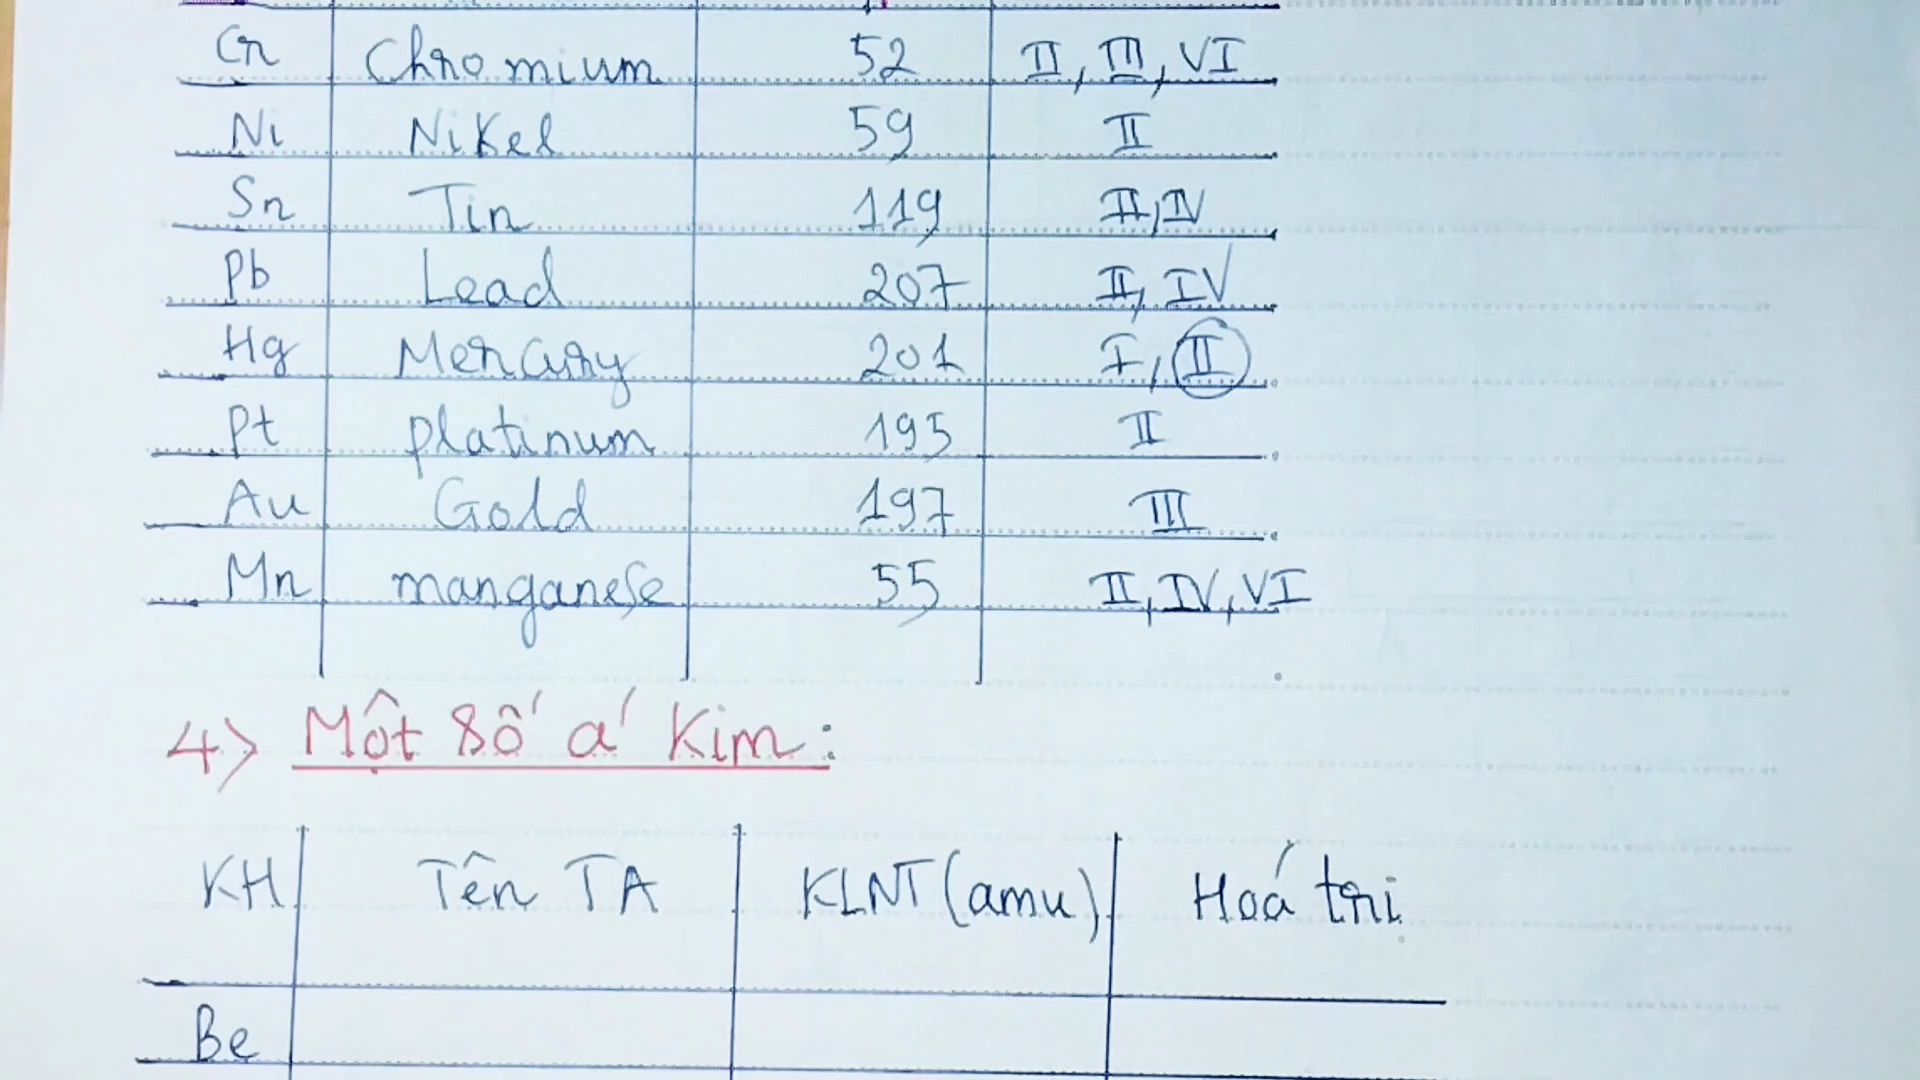 Cr Chromium 52 II, III, VI
Ni Nikel 59 II
Sn Tin 119 II, IV
Pb Lead 207 II, IV
Hg Mercury 201 I, II
Pt platinum 195 II
Au Gold 197 III
Mn manganese 55 II, IV, VI
4> Một số á Kim:
KH Tên TA KLNT (amu) Hoá trị
Be